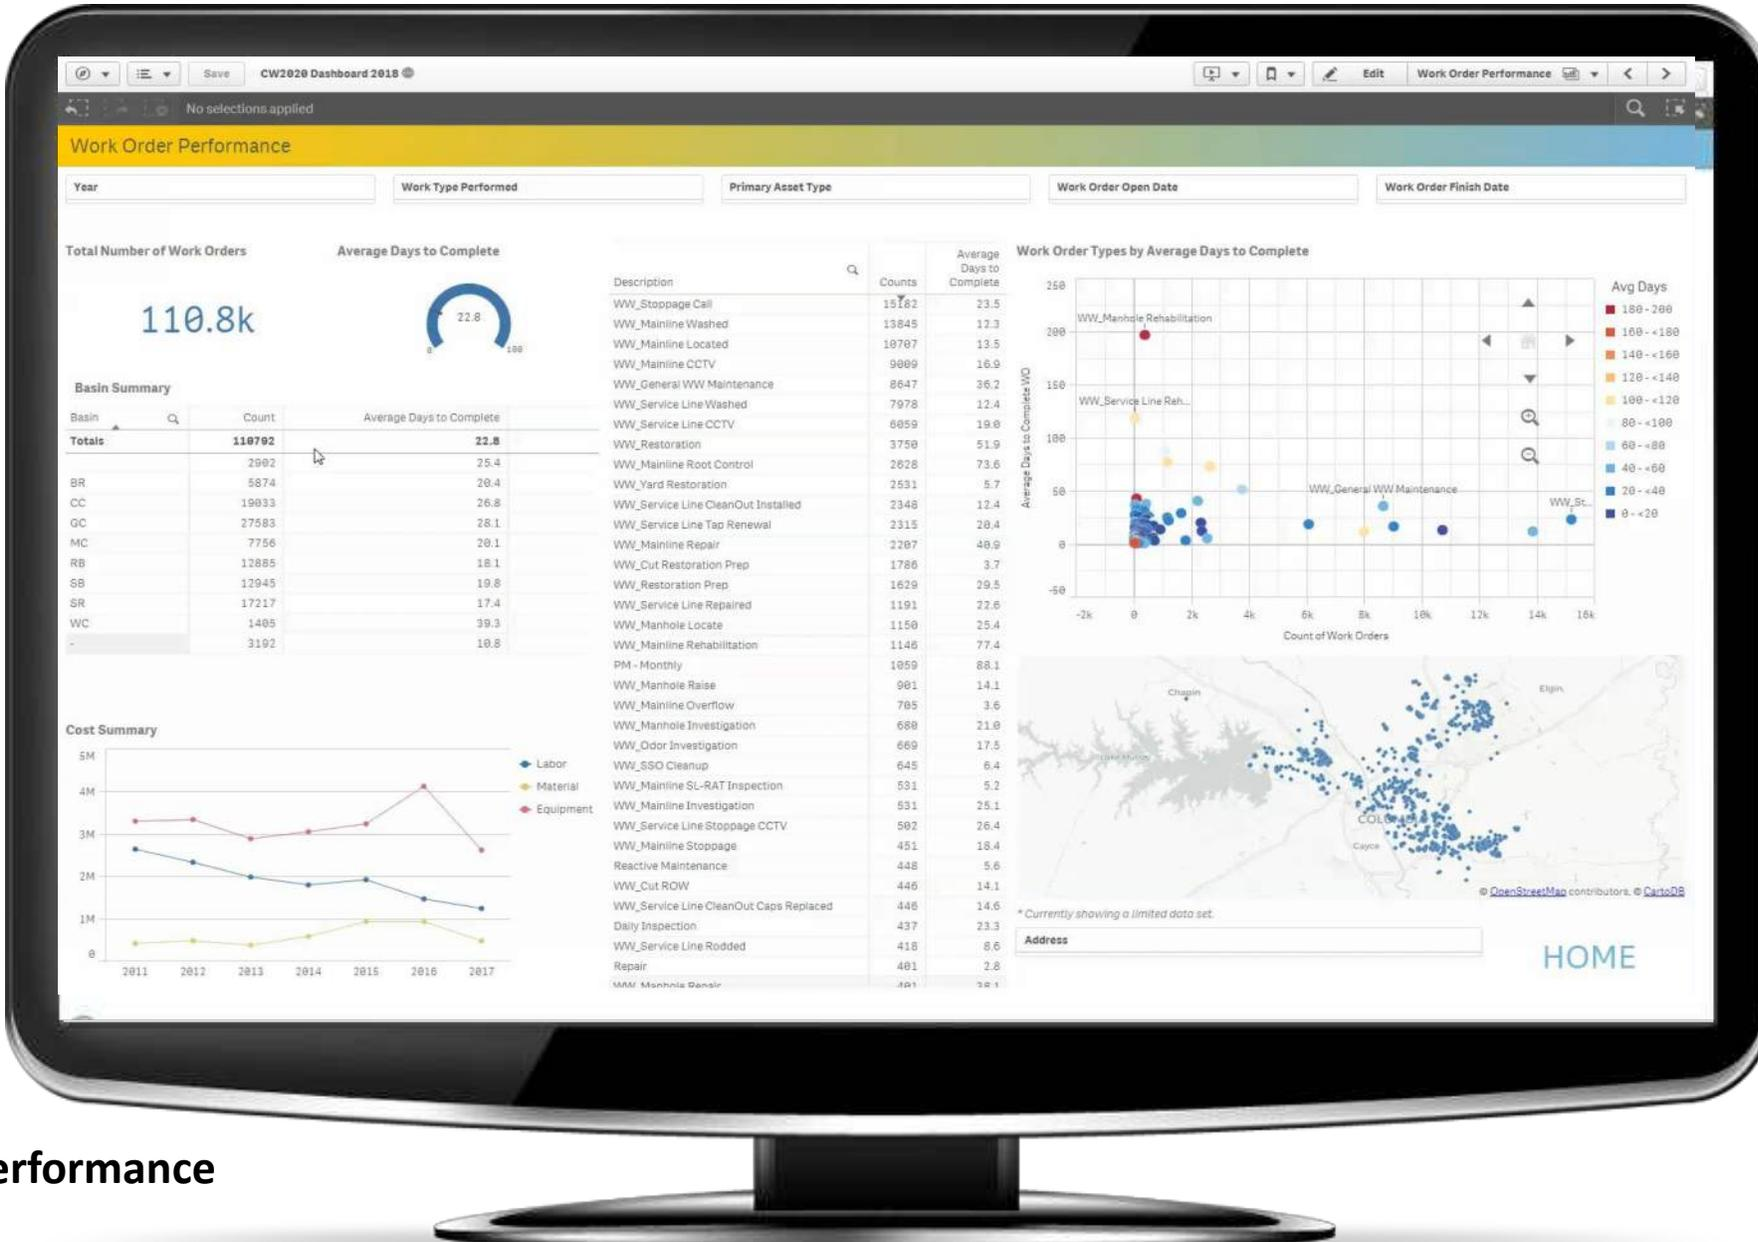 Save CW2020 Dashboard 2018 Edit Work Order Performance
No selections applied
Work Order Performance
Year Work Type Performed Primary Asset Type Work Order Open Date Work Order Finish Date
Total Number of Work Orders
110.8k
Average Days to Complete
22.8
0 100
Basin Summary
Basin Count Average Days to Complete
Totals 110792 22.8
2902 25.4
BR 5874 20.4
CC 19033 26.8
GC 27583 28.1
MC 7756 20.1
RB 12885 18.1
SB 12945 19.8
SR 17217 17.4
WC 1405 39.3
- 3192 10.8
Cost Summary
5M
4M
3M
2M
1M
0
2011 2012 2013 2014 2015 2016 2017
Labor
Material
Equipment
Description Counts Average Days to Complete
WW_Stoppage Call 15182 23.5
WW_Mainline Washed 13845 12.3
WW_Mainline Located 10707 13.5
WW_Mainline CCTV 9009 16.9
WW_General WW Maintenance 8647 36.2
WW_Service Line Washed 7978 12.4
WW_Service Line CCTV 6059 19.0
WW_Restoration 3750 51.9
WW_Mainline Root Control 2628 73.6
WW_Yard Restoration 2531 5.7
WW_Service Line CleanOut Installed 2348 12.4
WW_Service Line Tap Renewal 2315 20.4
WW_Mainline Repair 2207 40.9
WW_Cut Restoration Prep 1786 3.7
WW_Restoration Prep 1629 29.5
WW_Service Line Repaired 1191 22.6
WW_Manhole Locate 1150 25.4
WW_Mainline Rehabilitation 1146 77.4
PM - Monthly 1059 88.1
WW_Manhole Raise 901 14.1
WW_Mainline Overflow 705 3.6
WW_Manhole Investigation 680 21.0
WW_Odor Investigation 669 17.5
WW_SSO Cleanup 645 6.4
WW_Mainline SL-RAT Inspection 531 5.2
WW_Mainline Investigation 531 25.1
WW_Service Line Stoppage CCTV 502 26.4
WW_Mainline Stoppage 451 18.4
Reactive Maintenance 448 5.6
WW_Cut ROW 446 14.1
WW_Service Line CleanOut Caps Replaced 446 14.6
Daily Inspection 437 23.3
WW_Service Line Rodded 418 8.6
Repair 401 2.8
WW_Manhole Repair 401 38.1
Work Order Types by Average Days to Complete
Average Days to Complete WO
250
200
150
100
50
0
-50
WW_Manhole Rehabilitation
WW_Service Line Reh...
WW_General WW Maintenance
WW_St...
-2k 0 2k 4k 6k 8k 10k 12k 14k 16k
Count of Work Orders
Avg Days
180-200
160-<180
140-<160
120-<140
100-<120
80-<100
60-<80
40-<60
20-<40
0-<20
Chapin
Elgin
Lake Murray
Cayce
© OpenStreetMap contributors, © CartoDB
* Currently showing a limited data set.
Address
HOME
erformance